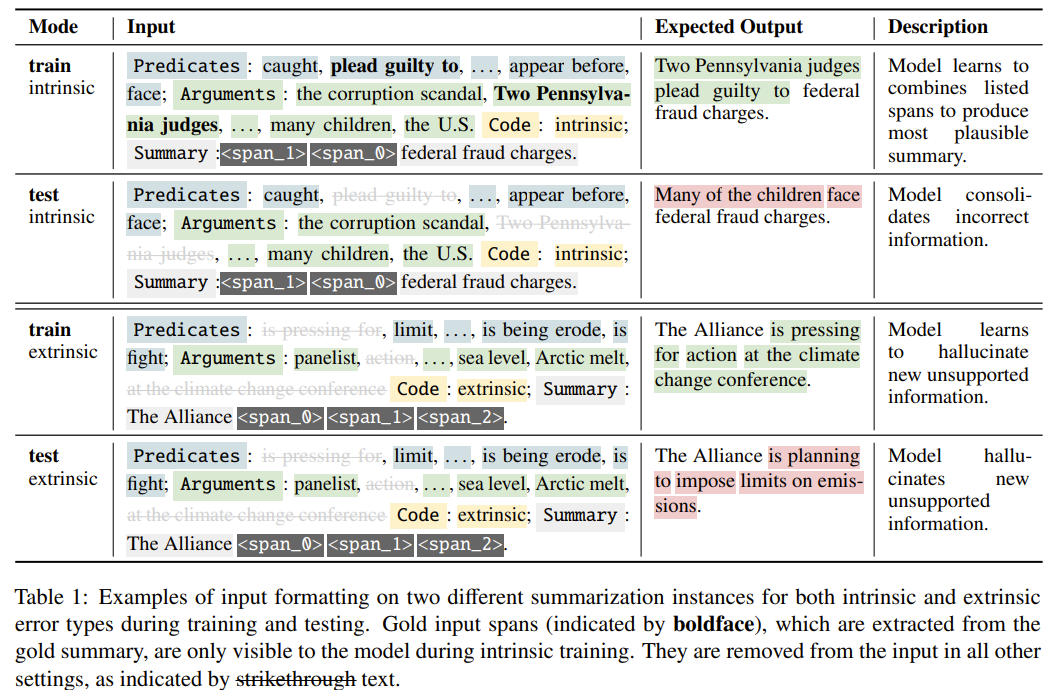 Mode Input Expected Output Description
train Predicates : caught, plead guilty to, ..., appear before, Two Pennsylvania judges Model learns to
intrinsic face; Arguments : the corruption scandal, Two Pennsylva- plead guilty to federal combines listed
nia judges, ..., many children, the U.S. Code : intrinsic; fraud charges. spans to produce
Summary :<span_1> <span_0> federal fraud charges. most plausible
summary.
test Predicates : caught, plead guilty to, ..., appear before, Many of the children face Model consoli-
intrinsic face; Arguments : the corruption scandal, Two Pennsylva- federal fraud charges. dates incorrect
nia judges, ..., many children, the U.S. Code : intrinsic; information.
Summary :<span_1> <span_0> federal fraud charges.
train Predicates : is pressing for, limit, ..., is being erode, is The Alliance is pressing Model learns
extrinsic fight; Arguments : panelist, action, ..., sea level, Arctic melt, for action at the climate to hallucinate
at the climate change conference Code : extrinsic; Summary : change conference. new unsupported
The Alliance <span_0> <span_1> <span_2>. information.
test Predicates : is pressing for, limit, ..., is being erode, is The Alliance is planning Model hallu-
extrinsic fight; Arguments : panelist, action, ..., sea level, Arctic melt, to impose limits on emis- cinates new
at the climate change conference Code : extrinsic; Summary : sions. unsupported
The Alliance <span_0> <span_1> <span_2>. information.
Table 1: Examples of input formatting on two different summarization instances for both intrinsic and extrinsic
error types during training and testing. Gold input spans (indicated by boldface), which are extracted from the
gold summary, are only visible to the model during intrinsic training. They are removed from the input in all other
settings, as indicated by strikethrough text.